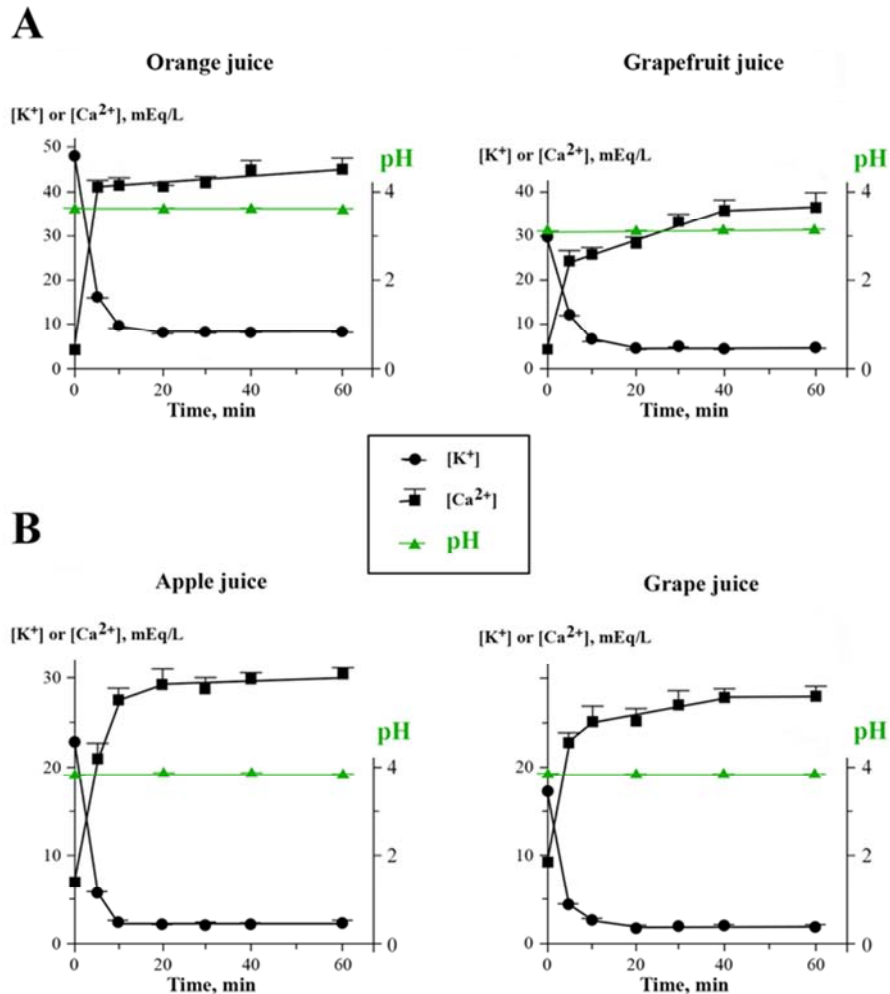 A
Orange juice
Grapefruit juice
[K⁺] or [Ca²⁺], mEq/L
pH
50
40
30
20
10
0
4
2
0
0 20 40 60
Time, min
[K⁺] or [Ca²⁺], mEq/L
pH
40
30
20
10
0
4
2
0
0 20 40 60
Time, min
[K⁺]
[Ca²⁺]
pH
B
Apple juice
Grape juice
[K⁺] or [Ca²⁺], mEq/L
pH
30
20
10
0
4
2
0
0 20 40 60
Time, min
[K⁺] or [Ca²⁺], mEq/L
pH
20
10
0
4
2
0
0 20 40 60
Time, min